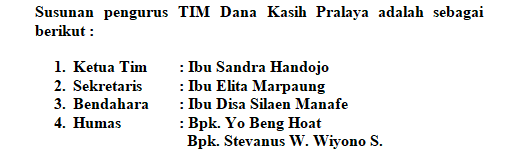 Susunan pengurus TIM Dana Kasih Pralaya adalah sebagai
berikut :
1. Ketua Tim : Ibu Sandra Handojo
2. Sekretaris : Ibu Elita Marpaung
3. Bendahara : Ibu Disa Silaen Manafe
4. Humas : Bpk. Yo Beng Hoat
Bpk. Stevanus W. Wiyono S.